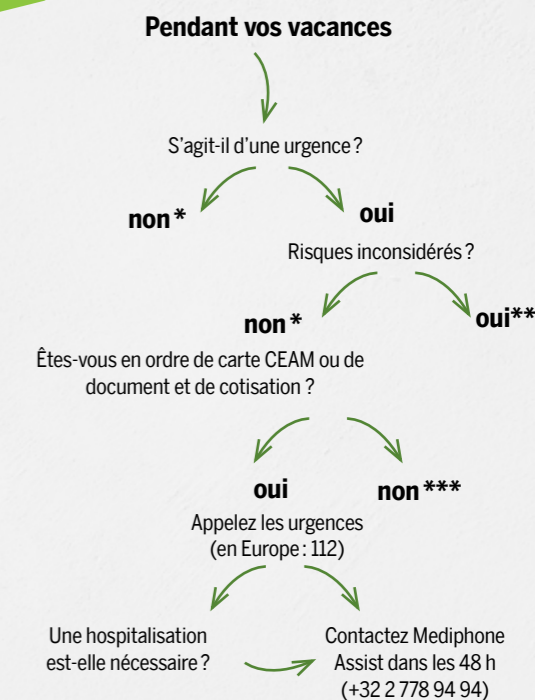 Pendant vos vacances
S'agit-il d'une urgence ?
non *
oui
Risques inconsidérés ?
non *
oui**
Êtes-vous en ordre de carte CEAM ou de
document et de cotisation ?
oui
non ***
Appelez les urgences
(en Europe : 112)
Une hospitalisation
est-elle nécessaire ?
Contactez Mediphone
Assist dans les 48 h
(+32 2 778 94 94)